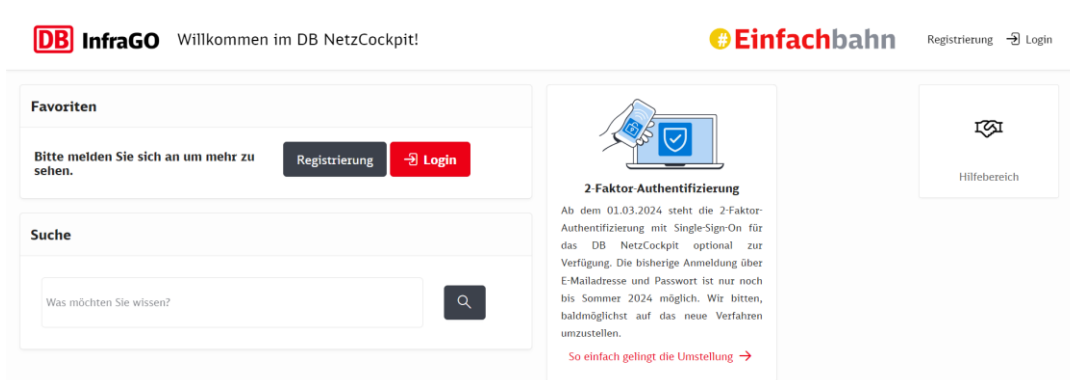 DB InfraGO Willkommen im DB NetzCockpit!
#Einfachbahn
Registrierung Login
Favoriten
Bitte melden Sie sich an um mehr zu
sehen.
Registrierung
Login
Suche
Was möchten Sie wissen?
2-Faktor-Authentifizierung
Ab dem 01.03.2024 steht die 2-Faktor-
Authentifizierung mit Single-Sign-On für
das DB NetzCockpit optional zur
Verfügung. Die bisherige Anmeldung über
E-Mailadresse und Passwort ist nur noch
bis Sommer 2024 möglich. Wir bitten,
baldmöglichst auf das neue Verfahren
umzustellen.
So einfach gelingt die Umstellung →
Hilfebereich